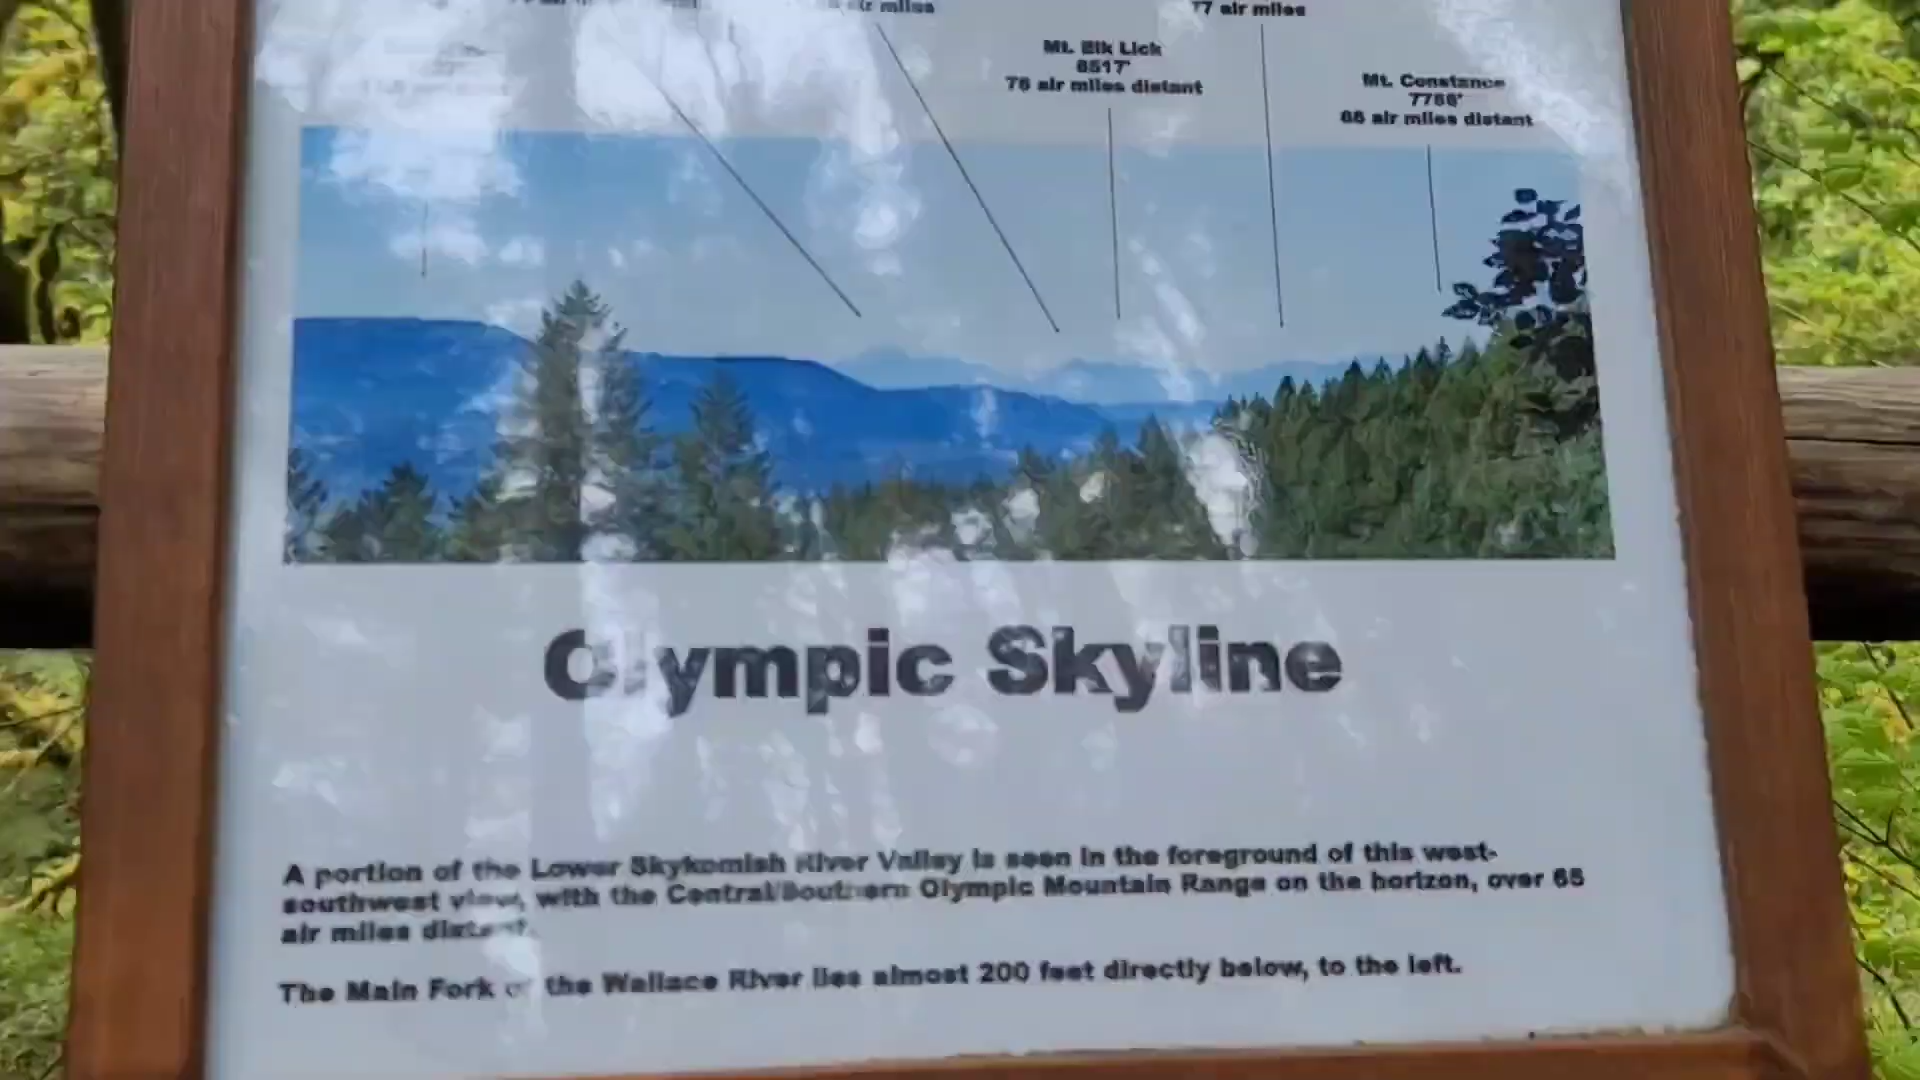 air miles
77 air miles
Mt. Elk Lick
6517'
76 air miles distant
Mt. Constance
7756'
66 air miles distant
Olympic Skyline
A portion of the Lower Skykomish River Valley is seen in the foreground of this west-
southwest view, with the Central/Southern Olympic Mountain Range on the horizon, over 65
air miles distant.
The Main Fork of the Wallace River lies almost 200 feet directly below, to the left.